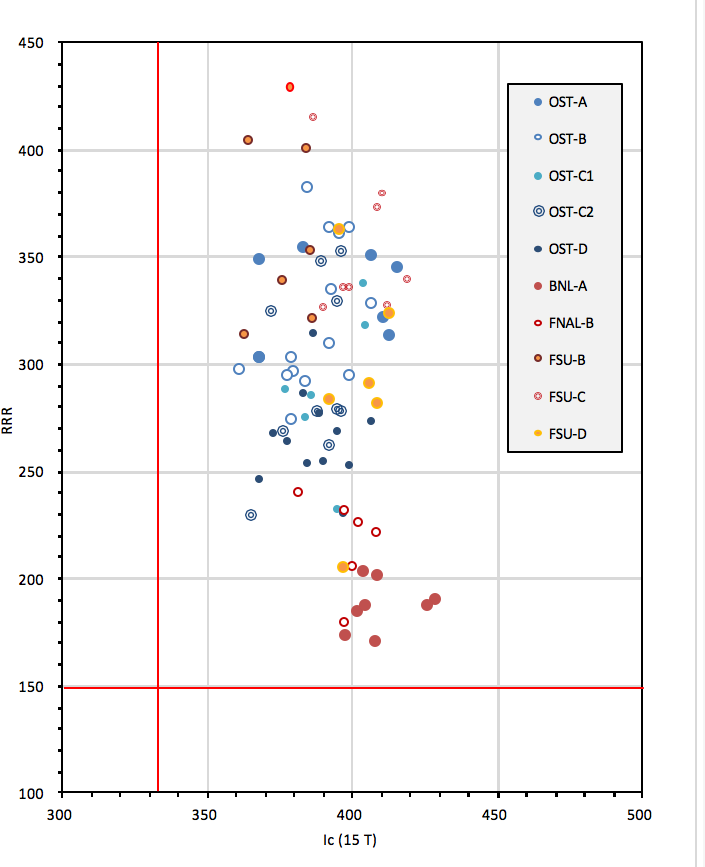 450
400
350
300
250
200
150
100
RRR
300
350
400
450
500
Ic (15 T)
OST-A
OST-B
OST-C1
OST-C2
OST-D
BNL-A
FNAL-B
FSU-B
FSU-C
FSU-D